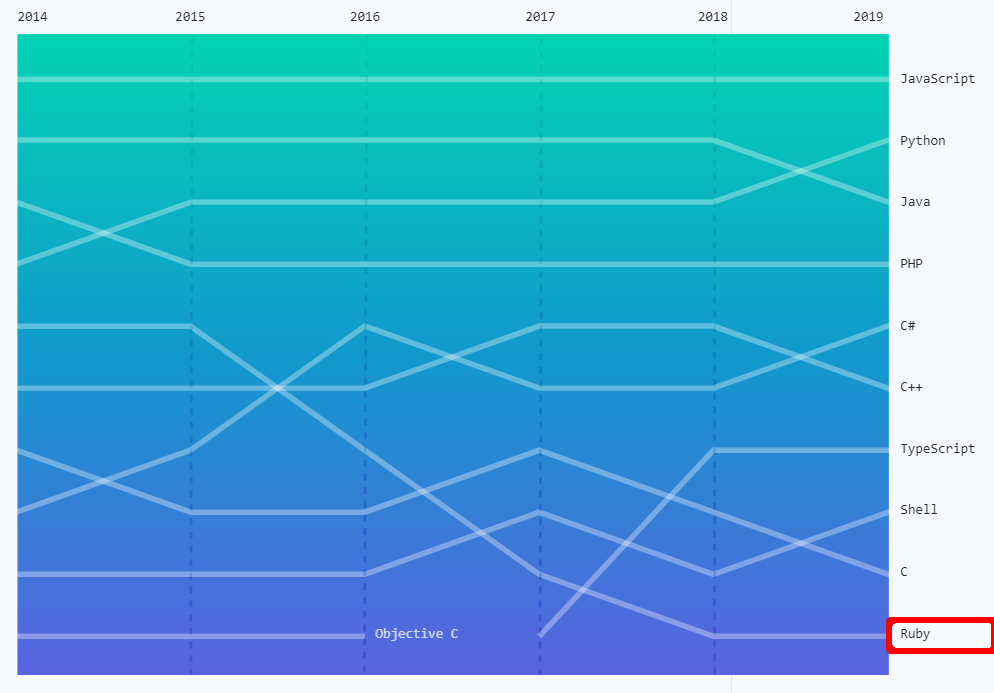 2014 2015 2016 2017 2018 2019
JavaScript
Python
Java
PHP
C#
C++
TypeScript
Shell
C
Objective C
Ruby